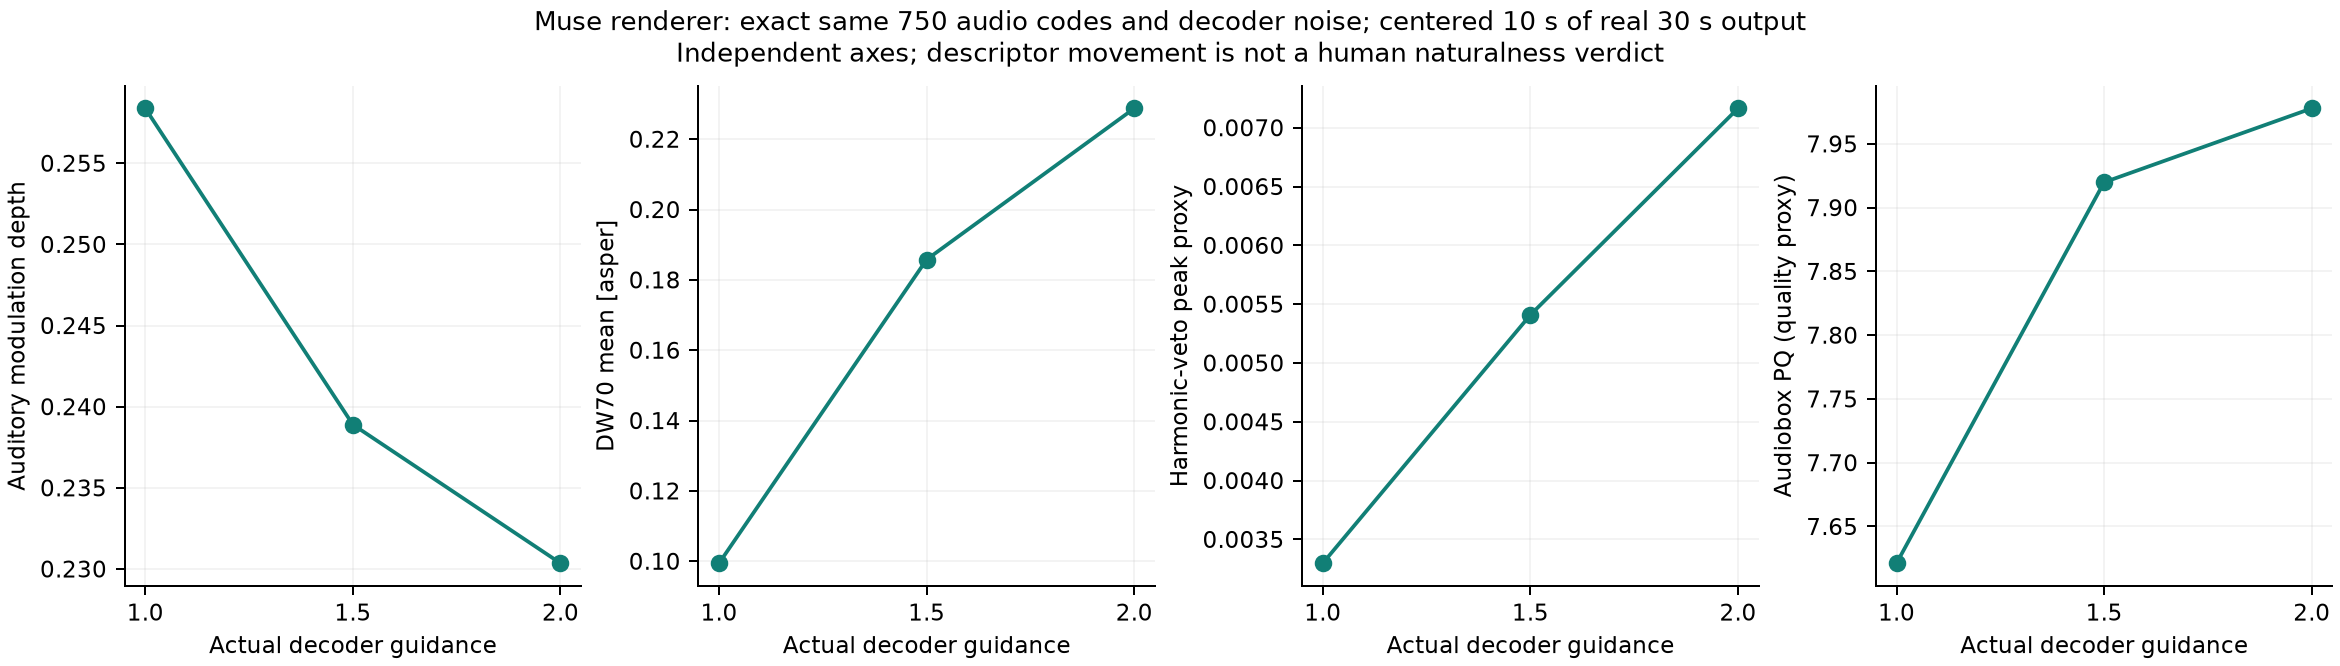 Muse renderer: exact same 750 audio codes and decoder noise; centered 10 s of real 30 s output
Independent axes; descriptor movement is not a human naturalness verdict
Auditory modulation depth
0.255
0.250
0.245
0.240
0.235
0.230
1.0 1.5 2.0
Actual decoder guidance
DW70 mean [asper]
0.22
0.20
0.18
0.16
0.14
0.12
0.10
1.0 1.5 2.0
Actual decoder guidance
Harmonic-veto peak proxy
0.0070
0.0065
0.0060
0.0055
0.0050
0.0045
0.0040
0.0035
1.0 1.5 2.0
Actual decoder guidance
Audiobox PQ (quality proxy)
7.95
7.90
7.85
7.80
7.75
7.70
7.65
1.0 1.5 2.0
Actual decoder guidance